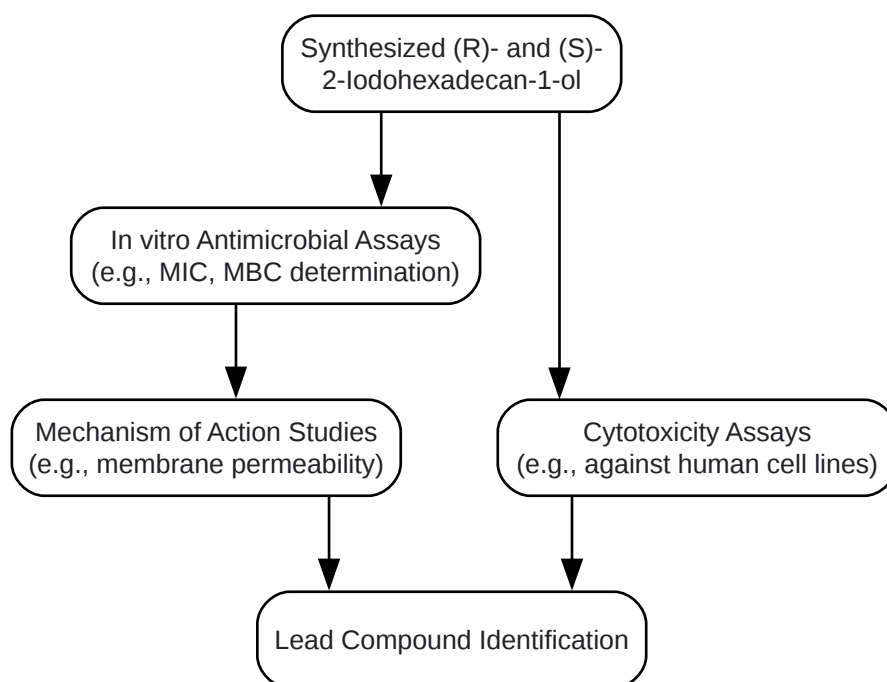 Synthesized (R)- and (S)-
2-Iodohexadecan-1-ol
In vitro Antimicrobial Assays
(e.g., MIC, MBC determination)
Mechanism of Action Studies
(e.g., membrane permeability)
Cytotoxicity Assays
(e.g., against human cell lines)
Lead Compound Identification